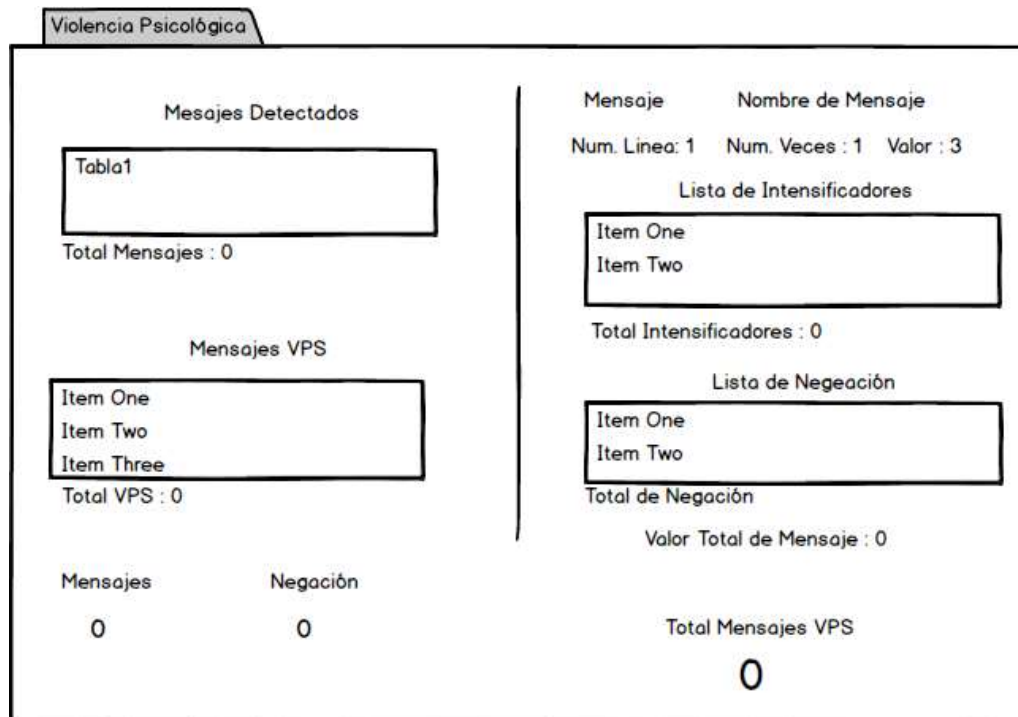 Violencia Psicológica
Mesajes Detectados
Tabla1
Total Mensajes : 0
Mensajes VPS
Item One
Item Two
Item Three
Total VPS : 0
Mensajes Negación
0 0
Mensaje Nombre de Mensaje
Num. Linea: 1 Num. Veces : 1 Valor : 3
Lista de Intensificadores
Item One
Item Two
Total Intensificadores : 0
Lista de Negeación
Item One
Item Two
Total de Negación
Valor Total de Mensaje : 0
Total Mensajes VPS
0